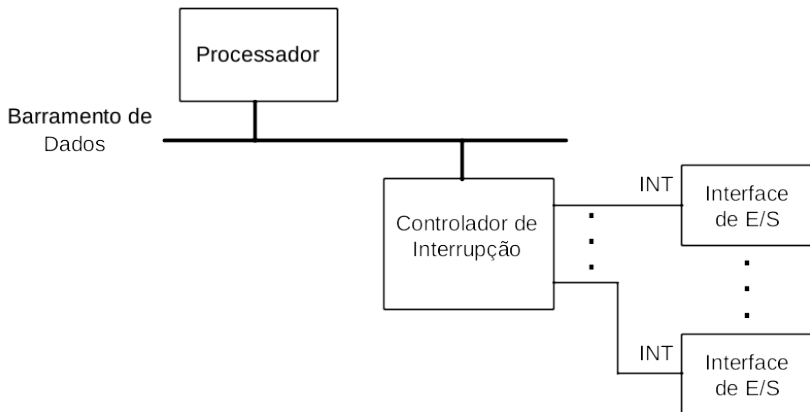 Processador
Barramento de
Dados
Controlador de
Interrupção
INT
Interface
de E/S
INT
Interface
de E/S